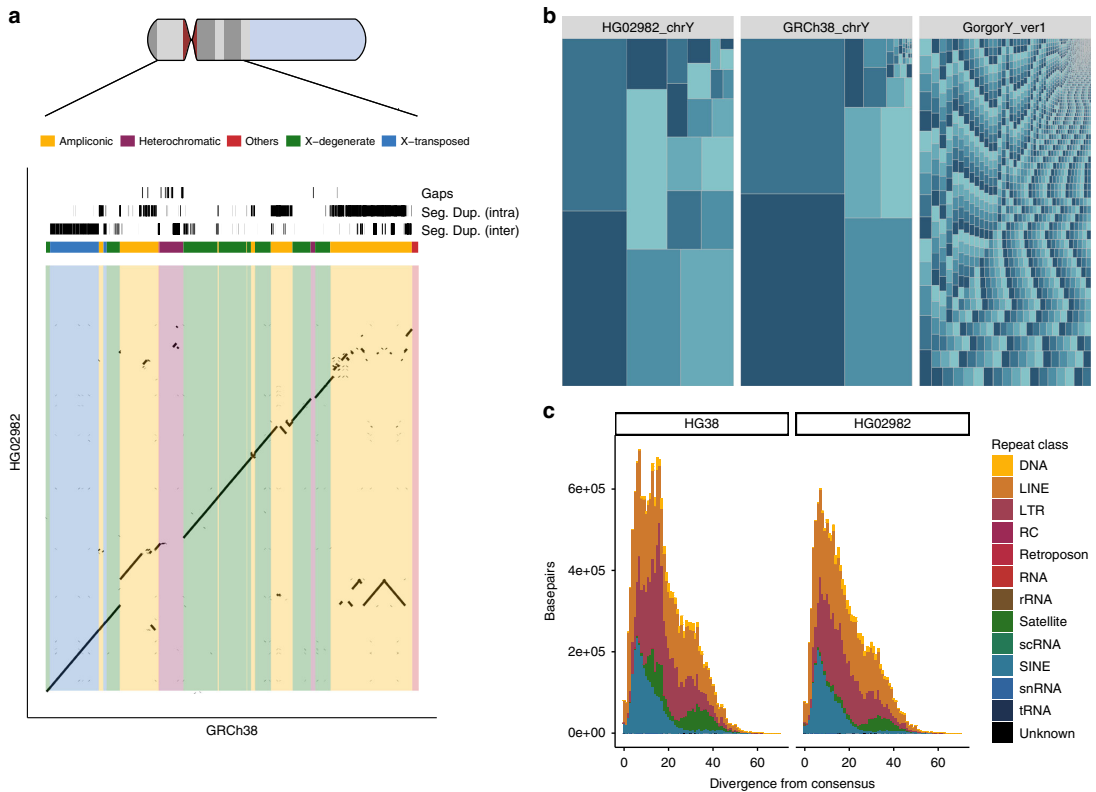 a
Ampliconic
Heterochromatic
Others
X−degenerate
X−transposed
Gaps
Seg. Dup. (intra)
Seg. Dup. (inter)
HG02982
GRCh38
b
HG02982_chrY
GRCh38_chrY
GorgorY_ver1
c
HG38
HG02982
6e+05
4e+05
2e+05
0e+00
Basepairs
0 20 40 60
0 20 40 60
Divergence from consensus
Repeat class
DNA
LINE
LTR
RC
Retroposon
RNA
rRNA
Satellite
scRNA
SINE
snRNA
tRNA
Unknown